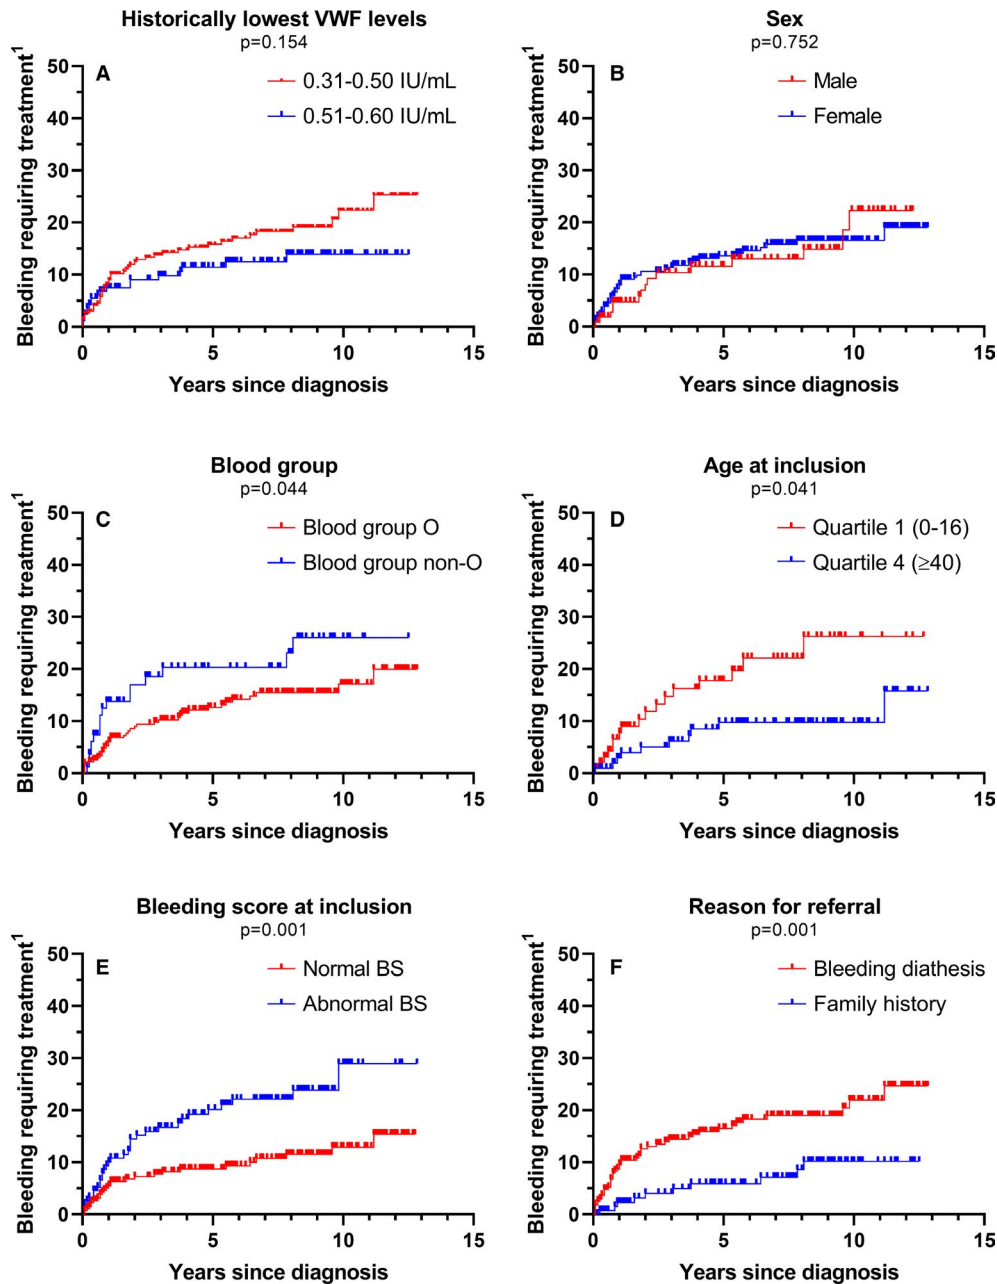 Historically lowest VWF levels
p=0.154
A
0.31-0.50 IU/mL
0.51-0.60 IU/mL
Bleeding requiring treatment¹
50
40
30
20
10
0
0 5 10 15
Years since diagnosis
Sex
p=0.752
B
Male
Female
Bleeding requiring treatment¹
50
40
30
20
10
0
0 5 10 15
Years since diagnosis
Blood group
p=0.044
C
Blood group O
Blood group non-O
Bleeding requiring treatment¹
50
40
30
20
10
0
0 5 10 15
Years since diagnosis
Age at inclusion
p=0.041
D
Quartile 1 (0-16)
Quartile 4 (≥40)
Bleeding requiring treatment¹
50
40
30
20
10
0
0 5 10 15
Years since diagnosis
Bleeding score at inclusion
p=0.001
E
Normal BS
Abnormal BS
Bleeding requiring treatment¹
50
40
30
20
10
0
0 5 10 15
Years since diagnosis
Reason for referral
p=0.001
F
Bleeding diathesis
Family history
Bleeding requiring treatment¹
50
40
30
20
10
0
0 5 10 15
Years since diagnosis